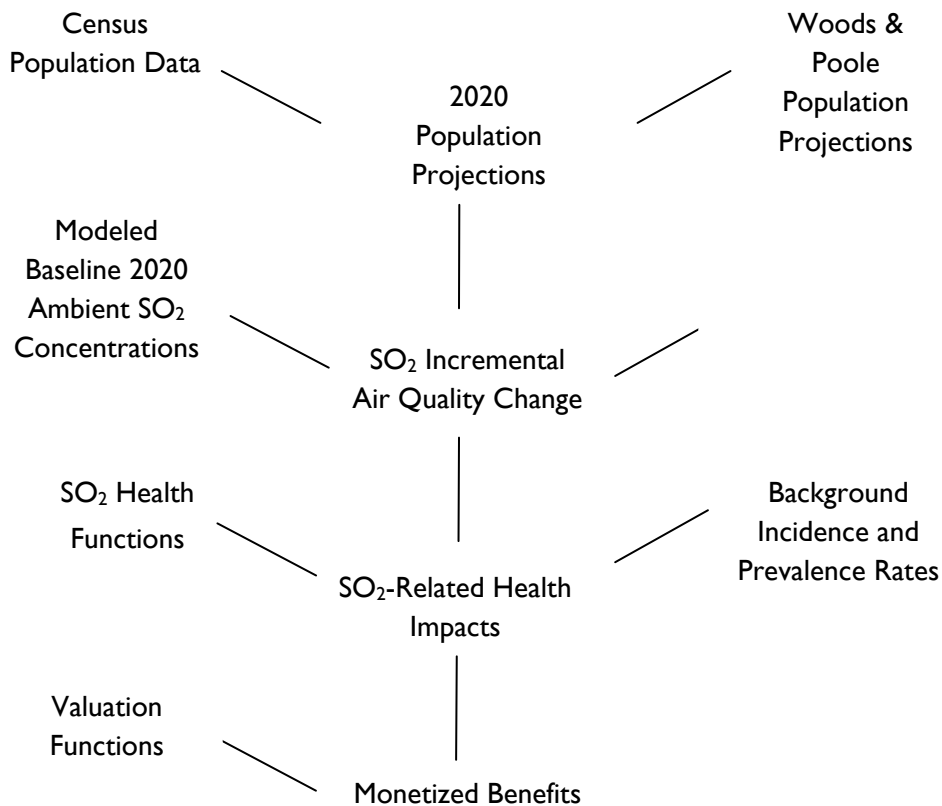 Census
Population Data
2020
Population
Projections
Woods &
Poole
Population
Projections
Modeled
Baseline 2020
Ambient SO₂
Concentrations
SO₂ Incremental
Air Quality Change
SO₂ Health
Functions
Background
Incidence and
Prevalence Rates
SO₂-Related Health
Impacts
Valuation
Functions
Monetized Benefits